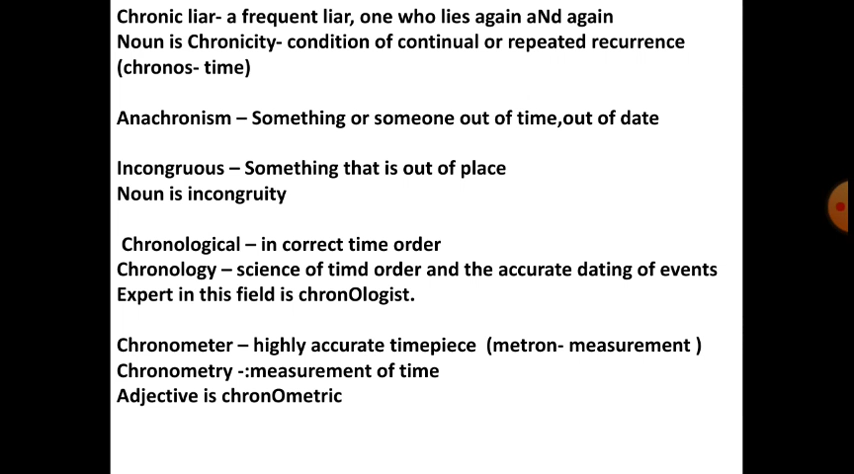 Chronic liar- a frequent liar, one who lies again aNd again
Noun is Chronicity- condition of continual or repeated recurrence
(chronos- time)
Anachronism – Something or someone out of time,out of date
Incongruous – Something that is out of place
Noun is incongruity
Chronological – in correct time order
Chronology – science of timd order and the accurate dating of events
Expert in this field is chronOlogist.
Chronometer – highly accurate timepiece (metron- measurement )
Chronometry -:measurement of time
Adjective is chronOmetric